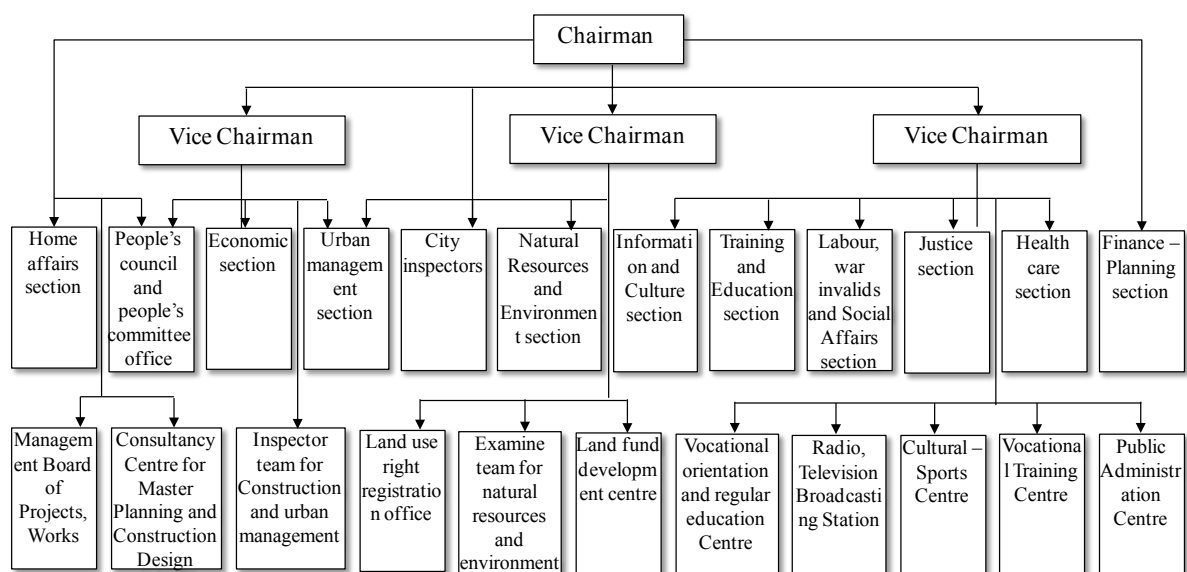 Chairman
Vice Chairman
Vice Chairman
Vice Chairman
Home
affairs
section
People's
council
and
people's
committee
office
Economic
section
Urban
managem
ent
section
City
inspectors
Natural
Resources
and
Environmen
t section
Informati
on and
Culture
section
Training
and
Education
section
Labour,
war
invalids
and Social
Affairs
section
Justice
section
Health
care
section
Finance –
Planning
section
Managem
ent Board
of
Projects,
Works
Consultancy
Centre for
Master
Planning and
Construction
Design
Inspector
team for
Construction
and urban
management
Land use
right
registratio
n office
Examine
team for
natural
resources
and
environment
Land fund
developm
ent centre
Vocational
orientation
and regular
education
Centre
Radio,
Television
Broadcasti
ng Station
Cultural –
Sports
Centre
Vocationa
l Training
Centre
Public
Administr
ation
Centre